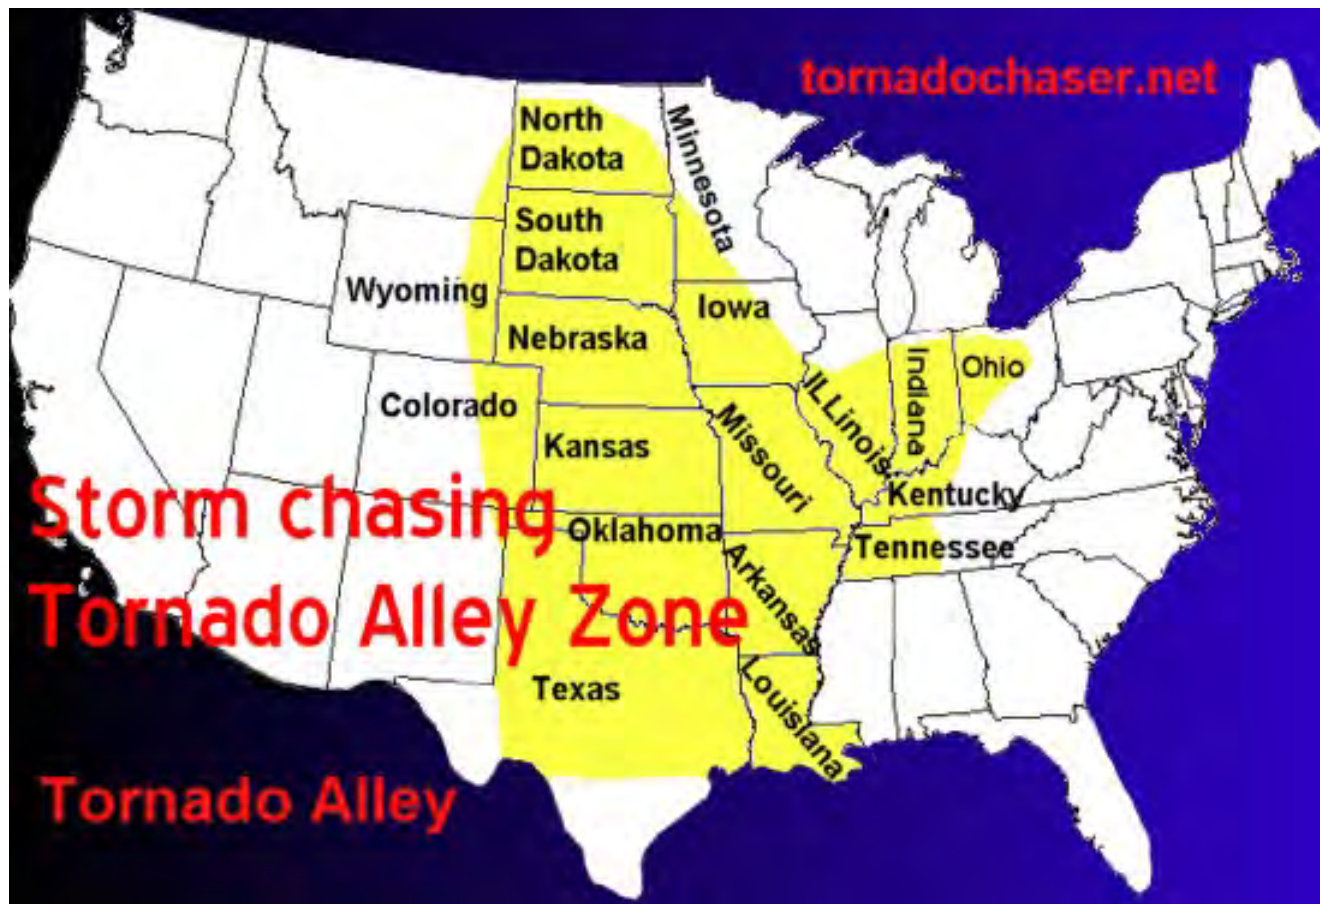 tornadochaser.net
North
Dakota
Minnesota
South
Dakota
Wyoming
Iowa
Nebraska
Colorado
Kansas
Missouri
ILLinois
Indiana
Ohio
Kentucky
Storm chasing
Oklahoma
Tennessee
Arkansas
Tornado Alley Zone
Texas
Louisiana
Tornado Alley